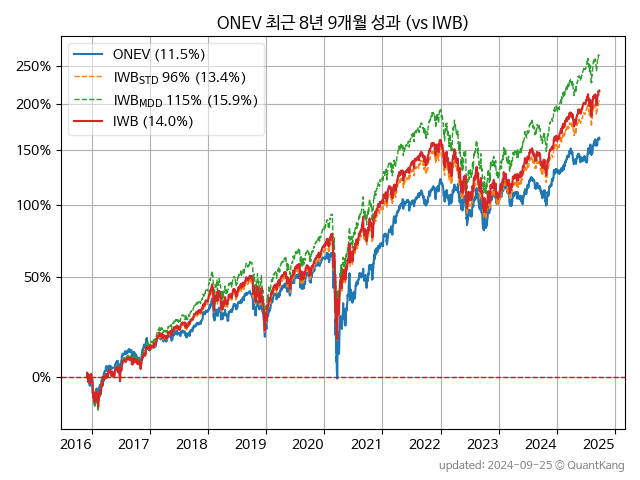 ONEV 최근 8년 9개월 성과 (vs IWB)
ONEV (11.5%)
IWB_STD 96% (13.4%)
IWB_MDD 115% (15.9%)
IWB (14.0%)
250%
200%
150%
100%
50%
0%
2016 2017 2018 2019 2020 2021 2022 2023 2024 2025
updated: 2024-09-25 © QuantKang